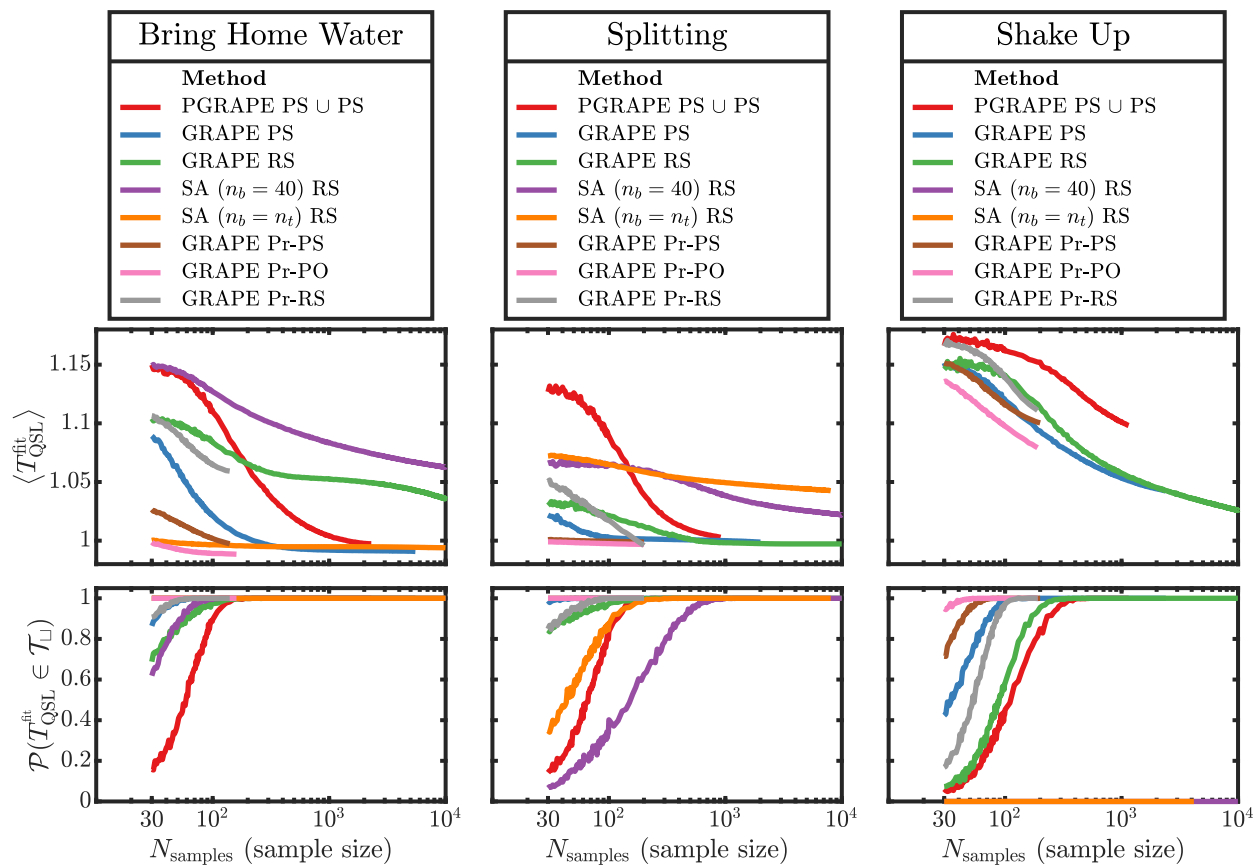 Bring Home Water
Method
PGRAPE PS ∪ PS
GRAPE PS
GRAPE RS
SA (n_b = 40) RS
SA (n_b = n_t) RS
GRAPE Pr-PS
GRAPE Pr-PO
GRAPE Pr-RS
Splitting
Method
PGRAPE PS ∪ PS
GRAPE PS
GRAPE RS
SA (n_b = 40) RS
SA (n_b = n_t) RS
GRAPE Pr-PS
GRAPE Pr-PO
GRAPE Pr-RS
Shake Up
Method
PGRAPE PS ∪ PS
GRAPE PS
GRAPE RS
SA (n_b = 40) RS
SA (n_b = n_t) RS
GRAPE Pr-PS
GRAPE Pr-PO
GRAPE Pr-RS
⟨T_QSL^fit⟩
1.15
1.1
1.05
1
P(T_QSL^fit ∈ T_⊔)
1
0.8
0.6
0.4
0.2
0
30 10^2 10^3 10^4
30 10^2 10^3 10^4
30 10^2 10^3 10^4
N_samples (sample size)
N_samples (sample size)
N_samples (sample size)